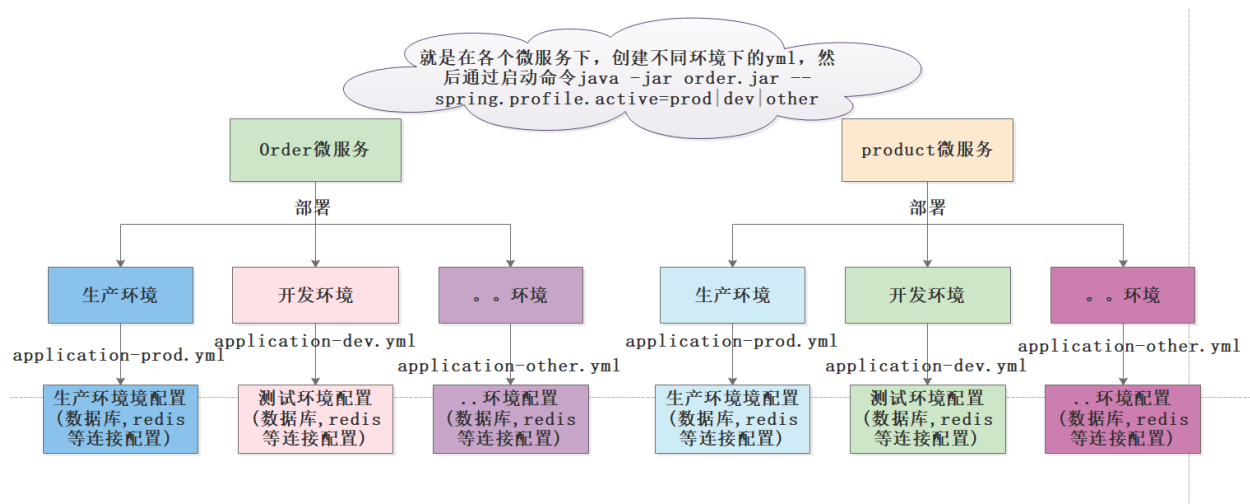 就是在各个微服务下，创建不同环境下的yml，然
后通过启动命令java -jar order.jar --
spring.profile.active=prod|dev|other
Order微服务
product微服务
部署
部署
生产环境
开发环境
。。环境
生产环境
开发环境
。。环境
application-prod.yml
application-dev.yml
application-other.yml
application-prod.yml
application-dev.yml
application-other.yml
生产环境境配置
(数据库,redis
等连接配置)
测试环境配置
(数据库,redis
等连接配置)
..环境配置
(数据库,redis
等连接配置)
生产环境境配置
(数据库,redis
等连接配置)
测试环境配置
(数据库,redis
等连接配置)
..环境配置
(数据库,redis
等连接配置)